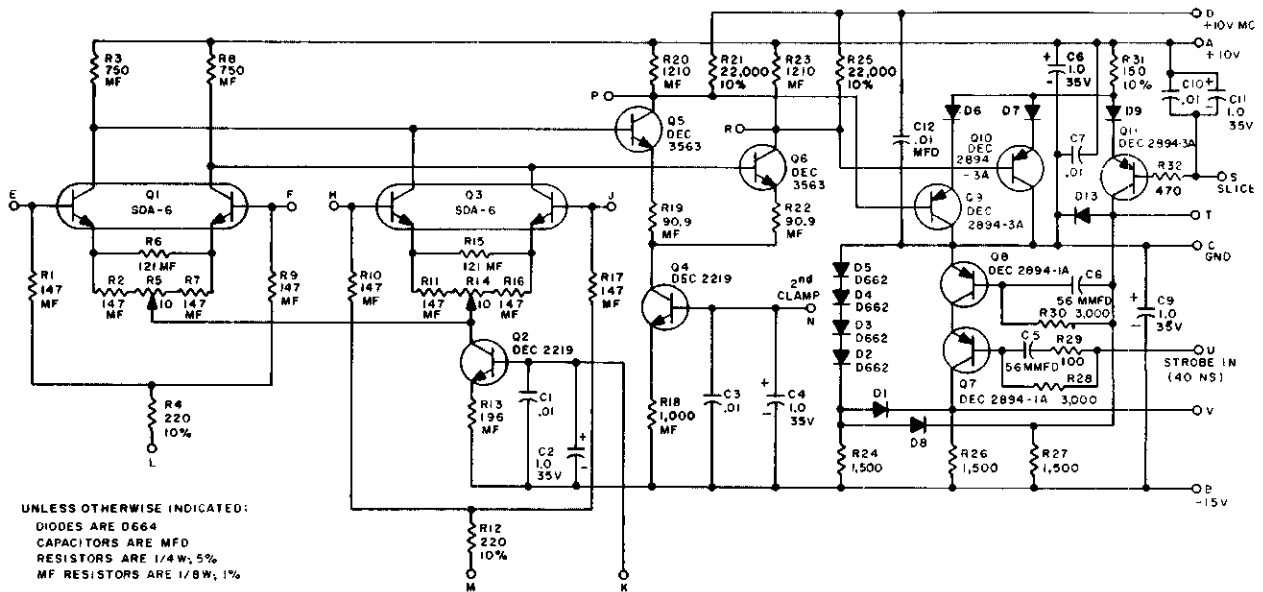 D
+10V MC
A
+10V
R3
750
MF
R8
750
MF
R20
1210
MF
R21
22,000
10%
R23
1210
MF
R25
22,000
10%
C6
1.0
35V
R31
150
10%
C10
.01
C11
1.0
35V
P
Q5
DEC
3563
R
Q6
DEC
3563
C12
.01
MFD
D6
D7
D9
Q10
DEC
2894
-3A
C7
.01
Q11
DEC 2894-3A
R32
470
S
SLICE
E
Q1
SDA-6
F
H
Q3
SDA-6
J
Q9
DEC
2894-3A
D13
T
C
GND
R19
90.9
MF
R22
90.9
MF
R6
121 MF
R15
121 MF
R1
147
MF
R2
147
MF
R5
10
R7
147
MF
R9
147
MF
R10
147
MF
R11
147
MF
R14
10
R16
147
MF
R17
147
MF
Q4
DEC 2219
2nd
CLAMP
N
D5
D662
D4
D662
D3
D662
D2
D662
Q8
DEC 2894-1A
C6
56 MMFD
R30
3,000
C9
1.0
35V
C5
56MMFD
R29
100
R28
3,000
U
STROBE IN
(40 NS)
Q7
DEC 2894-1A
Q2
DEC 2219
R4
220
10%
L
R13
196
MF
C1
.01
C2
1.0
35V
R18
1,000
MF
C3
.01
C4
1.0
35V
D1
D8
V
R24
1,500
R26
1,500
R27
1,500
B
-15V
R12
220
10%
M
K
UNLESS OTHERWISE INDICATED:
DIODES ARE D664
CAPACITORS ARE MFD
RESISTORS ARE 1/4W; 5%
MF RESISTORS ARE 1/8W; 1%